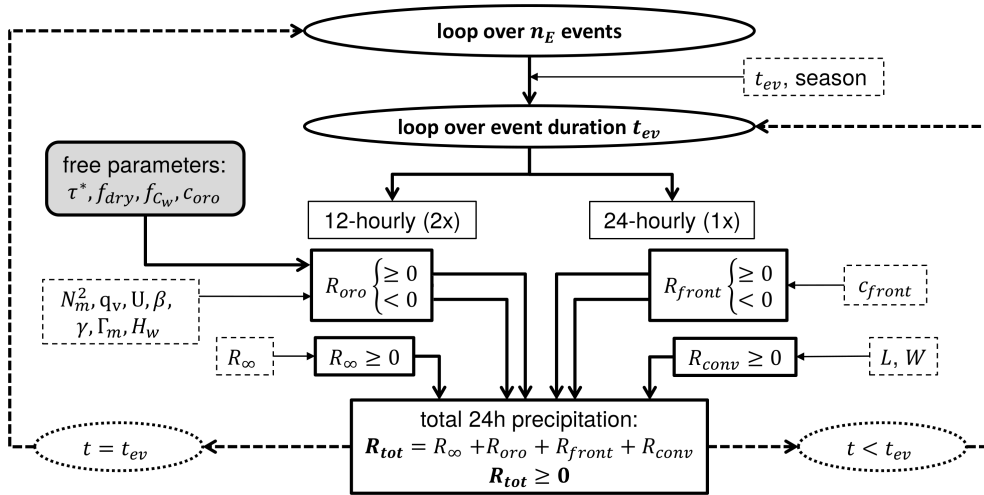 loop over n_E events
t_ev, season
loop over event duration t_ev
free parameters:
τ*, f_dry, f_{C_w}, c_oro
12-hourly (2x)
24-hourly (1x)
R_oro { ≥ 0
< 0
R_front { ≥ 0
< 0
c_front
N_m^2, q_v, U, β,
γ, Γ_m, H_w
R_∞
R_∞ ≥ 0
R_conv ≥ 0
L, W
total 24h precipitation:
R_tot = R_∞ +R_oro + R_front + R_conv
R_tot ≥ 0
t = t_ev
t < t_ev